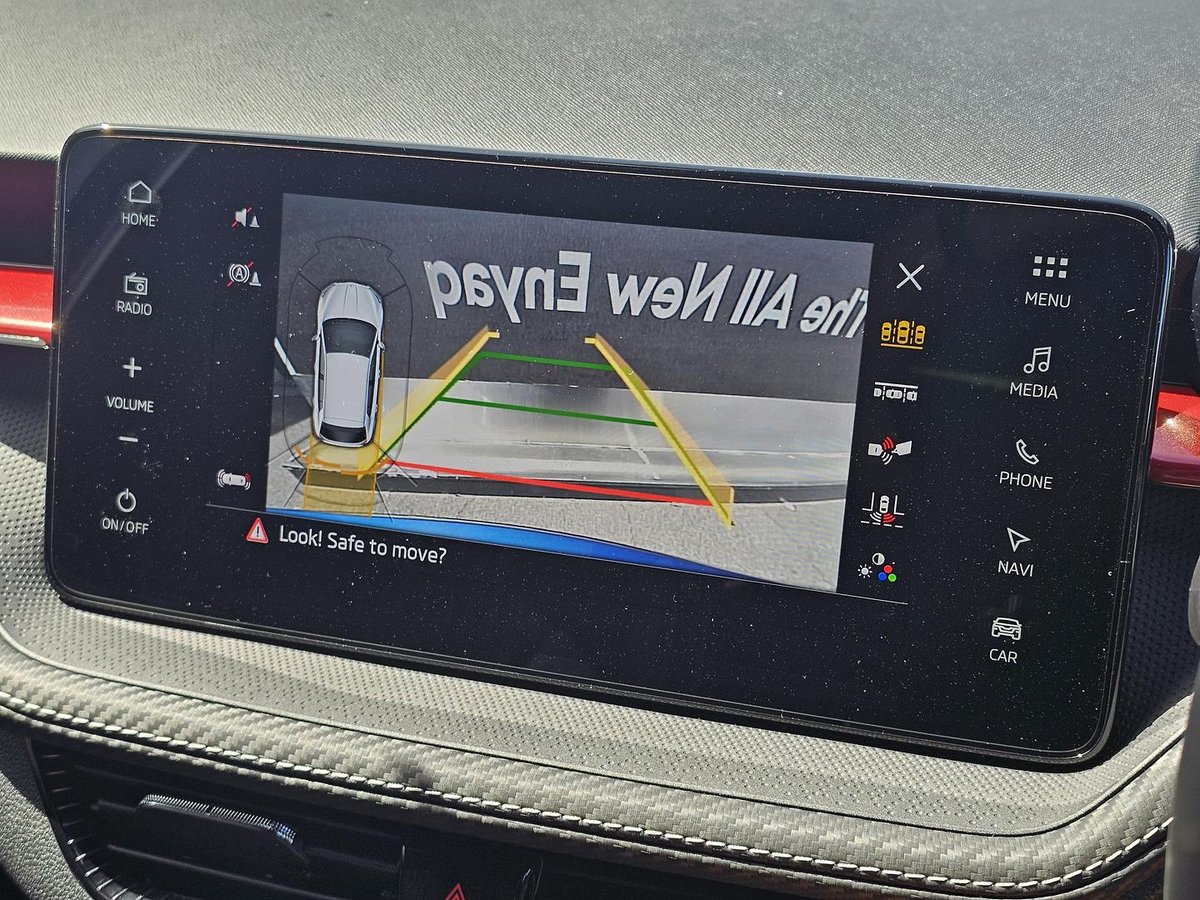 HOME
RADIO
VOLUME
ON/OFF
The All New Enyaq
Look! Safe to move?
MENU
MEDIA
PHONE
NAVI
CAR